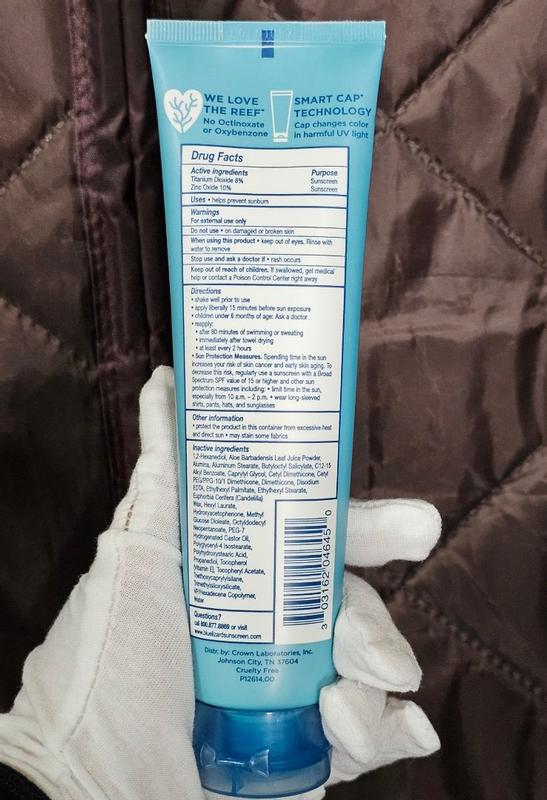 WE LOVE
THE REEF*
No Octinoxate
or Oxybenzone
SMART CAP*
TECHNOLOGY
Cap changes color
in harmful UV light
Drug Facts
Active ingredients Purpose
Titanium Dioxide 8% Sunscreen
Zinc Oxide 10% Sunscreen
Uses • helps prevent sunburn
Warnings
For external use only
Do not use • on damaged or broken skin
When using this product • keep out of eyes. Rinse with
water to remove
Stop use and ask a doctor if • rash occurs
Keep out of reach of children. If swallowed, get medical
help or contact a Poison Control Center right away
Directions
• shake well prior to use
• apply liberally 15 minutes before sun exposure
• children under 6 months of age: Ask a doctor
• reapply:
• after 80 minutes of swimming or sweating
• immediately after towel drying
• at least every 2 hours
• Sun Protection Measures. Spending time in the sun
increases your risk of skin cancer and early skin aging. To
decrease this risk, regularly use a sunscreen with a Broad
Spectrum SPF value of 15 or higher and other sun
protection measures including: • limit time in the sun,
especially from 10 a.m. – 2 p.m. • wear long-sleeved
shirts, pants, hats, and sunglasses
Other information
• protect the product in this container from excessive heat
and direct sun • may stain some fabrics
Inactive ingredients
1,2-Hexanediol, Aloe Barbadensis Leaf Juice Powder,
Alumina, Aluminum Stearate, Butyloctyl Salicylate, C12-15
Alkyl Benzoate, Caprylyl Glycol, Cetyl Dimethicone, Cetyl
PEG/PPG-10/1 Dimethicone, Dimethicone, Disodium
EDTA, Ethylhexyl Palmitate, Ethylhexyl Stearate,
Euphorbia Cerifera (Candelilla)
Wax, Hexyl Laurate,
Hydroxyacetophenone, Methyl
Glucose Dioleate, Octyldodecyl
Neopentanoate, PEG-7
Hydrogenated Castor Oil,
Polyglyceryl-4 Isostearate,
Polyhydroxystearic Acid,
Propanediol, Tocopherol
(Vitamin E), Tocopheryl Acetate,
Triethoxycaprylylsilane,
Trimethylsiloxysilicate,
VP/Hexadecene Copolymer,
Water
3 03162 04645 0
Questions?
call 800.877.8869 or visit
www.bluelizardsunscreen.com
Distr. by: Crown Laboratories, Inc.
Johnson City, TN 37604
Cruelty Free
P12614.00